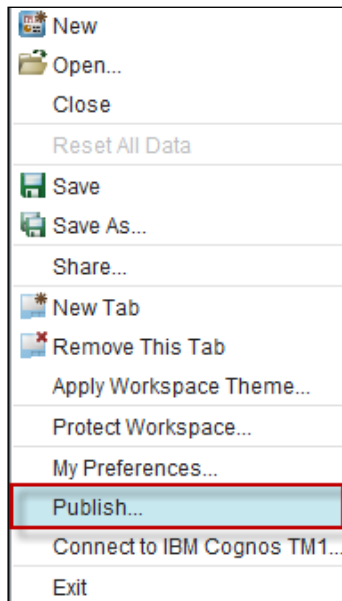 New
Open...
Close
Reset All Data
Save
Save As...
Share...
New Tab
Remove This Tab
Apply Workspace Theme...
Protect Workspace...
My Preferences...
Publish...
Connect to IBM Cognos TM1...
Exit